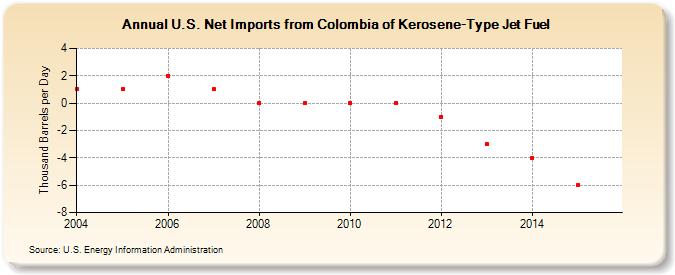 Annual U.S. Net Imports from Colombia of Kerosene-Type Jet Fuel
Thousand Barrels per Day
4
2
0
-2
-4
-6
-8
2004 2006 2008 2010 2012 2014
Source: U.S. Energy Information Administration